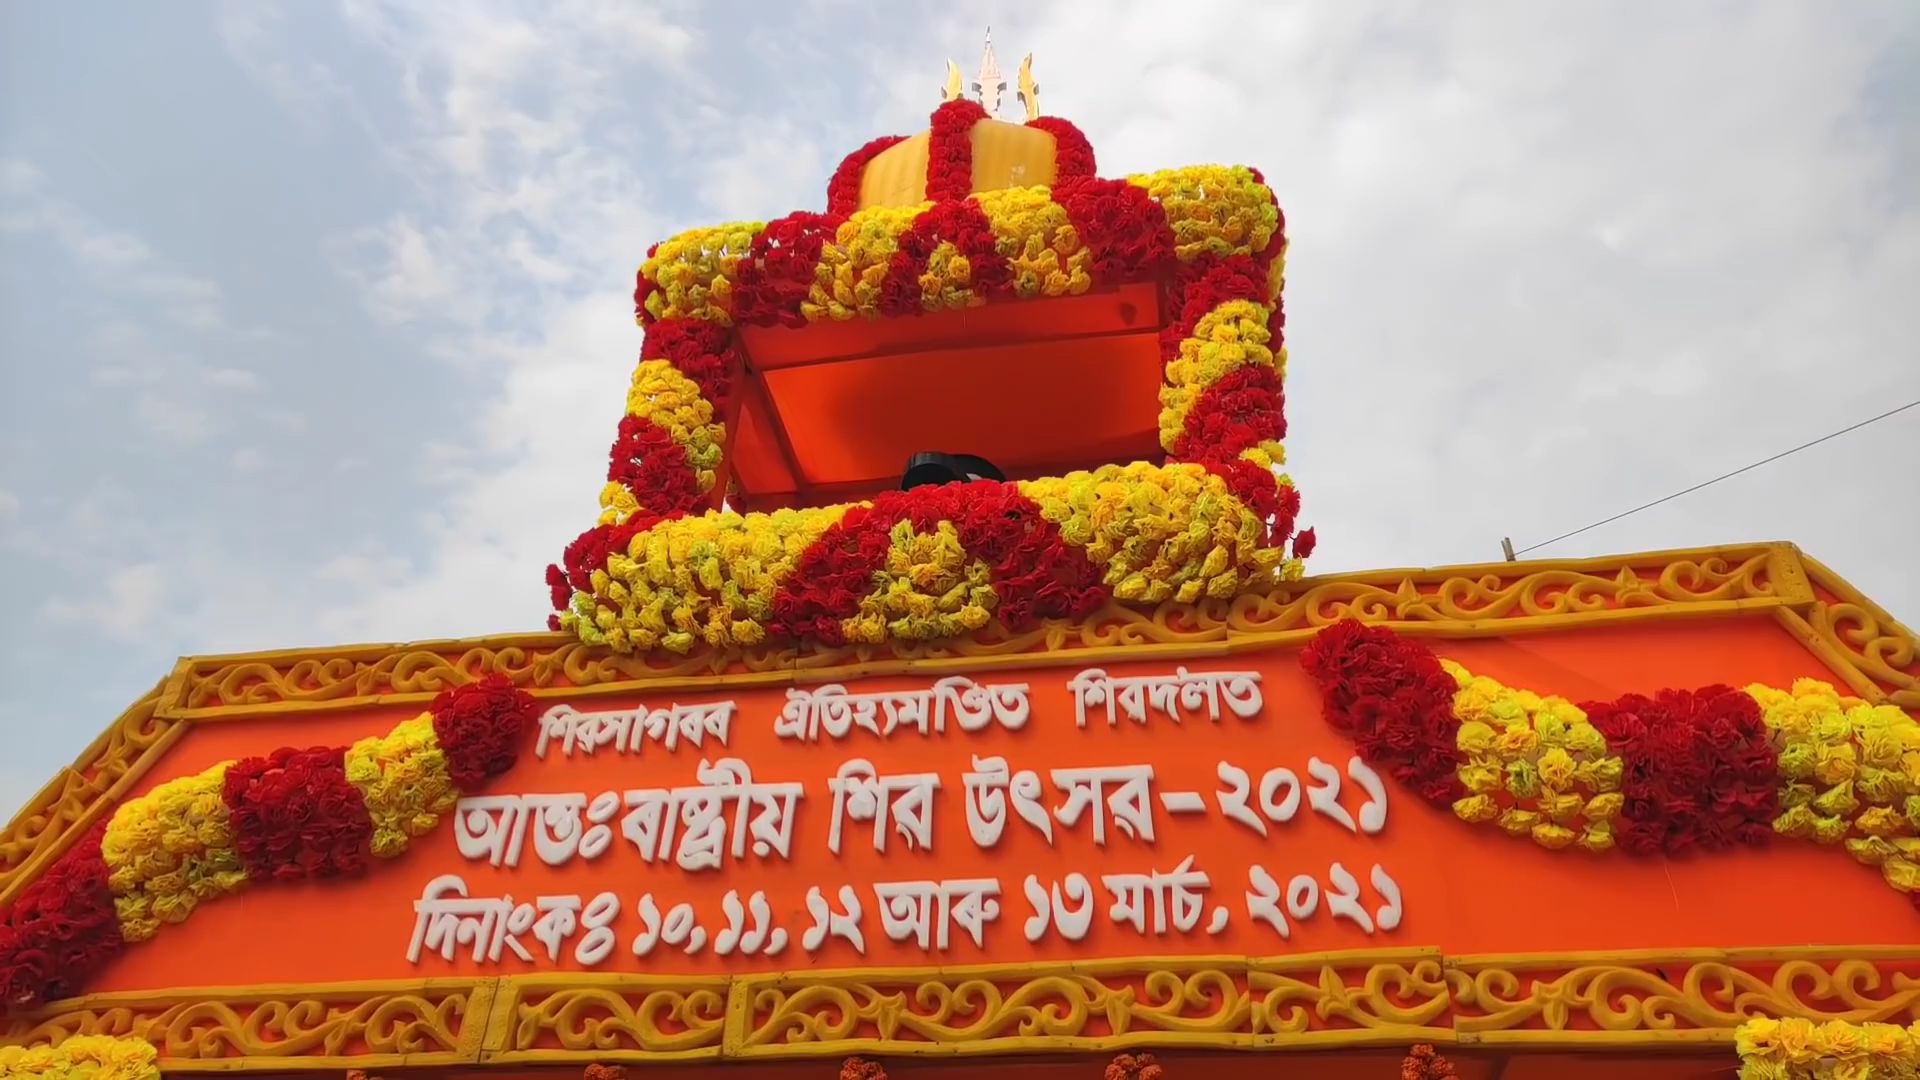 শিৱসাগৰৰ ঐতিহ্যমণ্ডিত শিৱদ'লত
আন্তঃৰাষ্ট্ৰীয় শিৱ উৎসৱ-২০২১
দিনাংকঃ ১০, ১১, ১২ আৰু ১৩ মাৰ্চ, ২০২১